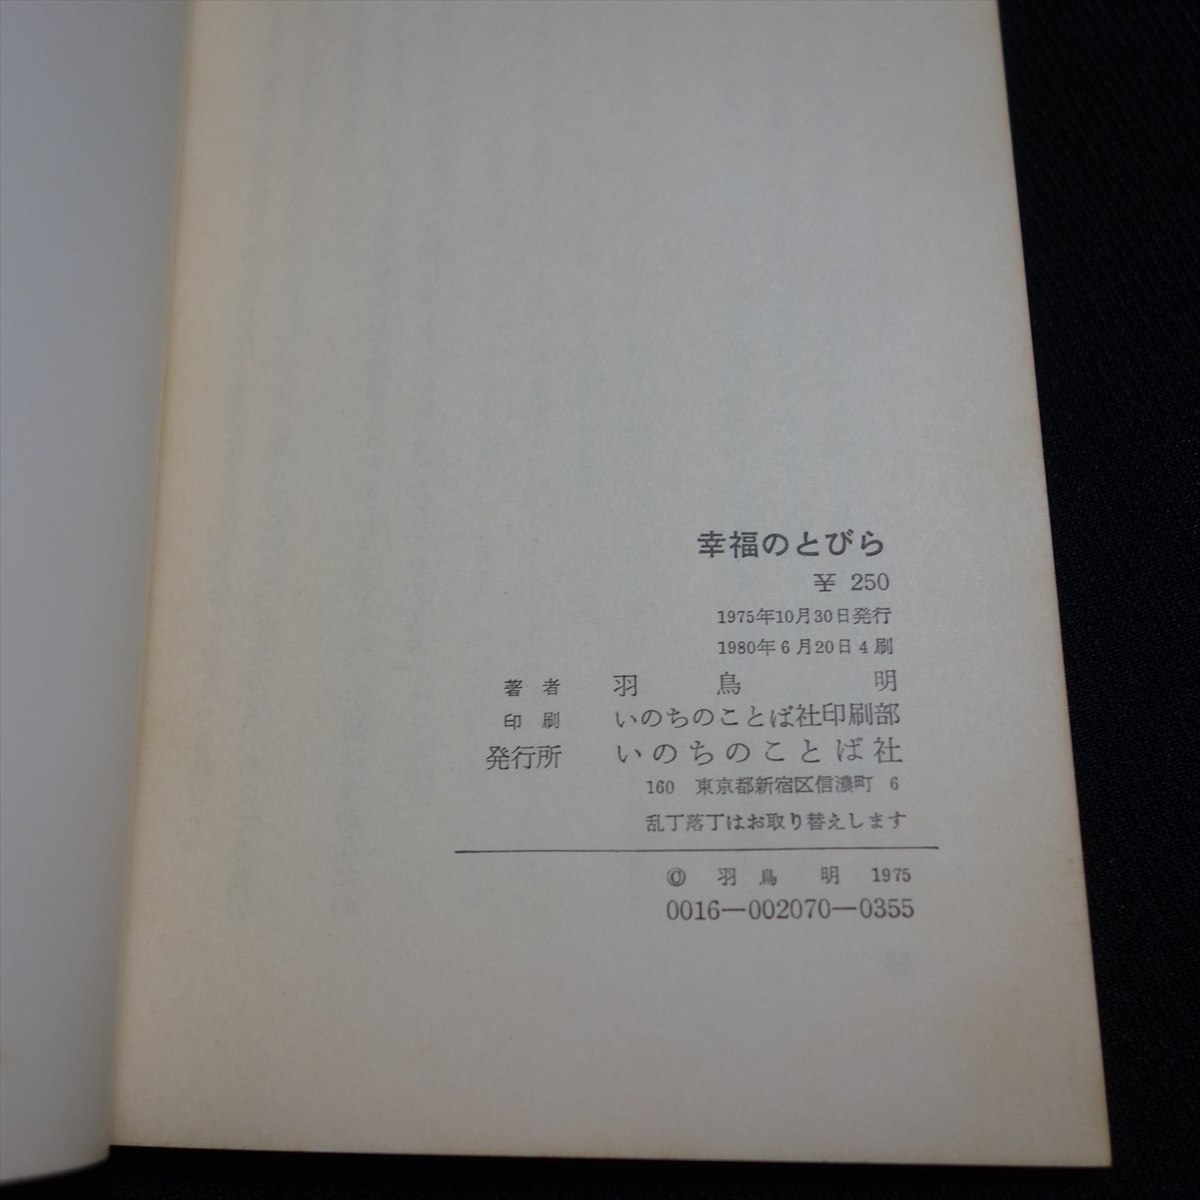 幸福のとびら
¥ 250
1975年10月30日発行
1980年6月20日4刷
著者 羽鳥明
印刷 いのちのことば社印刷部
発行所 いのちのことば社
160 東京都新宿区信濃町 6
乱丁落丁はお取り替えします
© 羽鳥 明 1975
0016—002070—0355